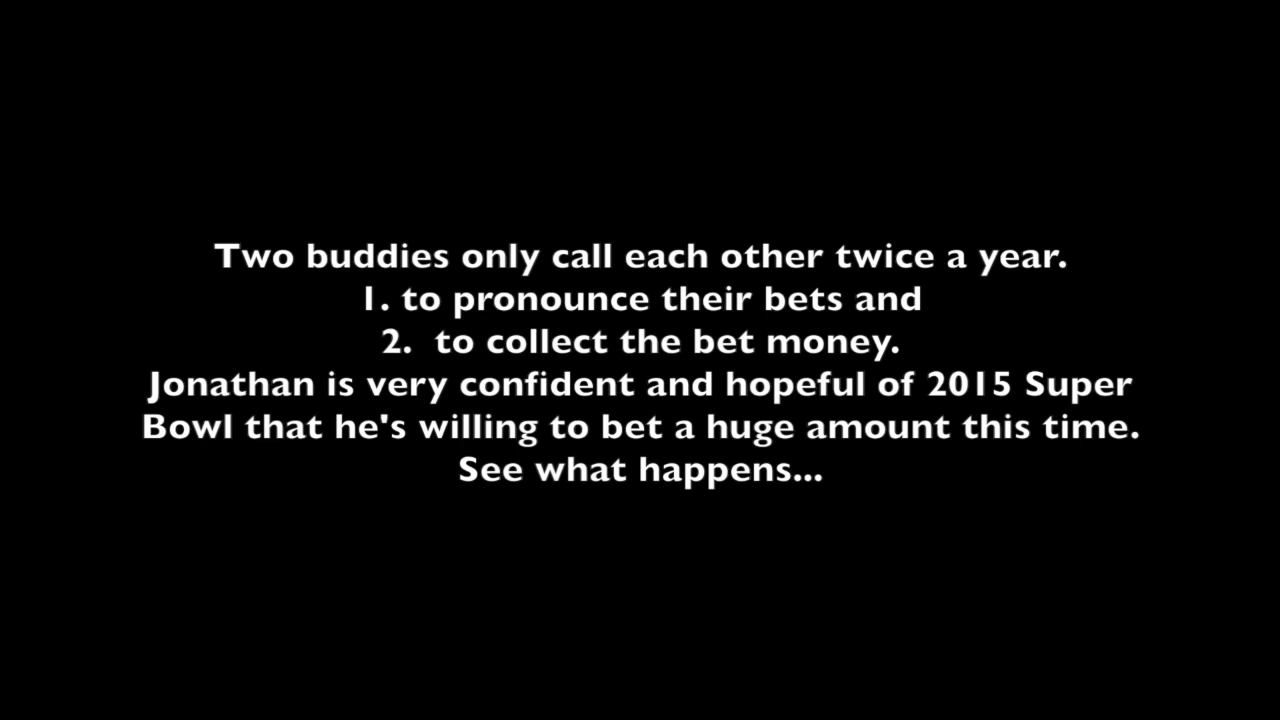 Two buddies only call each other twice a year.
1. to pronounce their bets and
2.  to collect the bet money.
Jonathan is very confident and hopeful of 2015 Super
Bowl that he's willing to bet a huge amount this time.
See what happens...